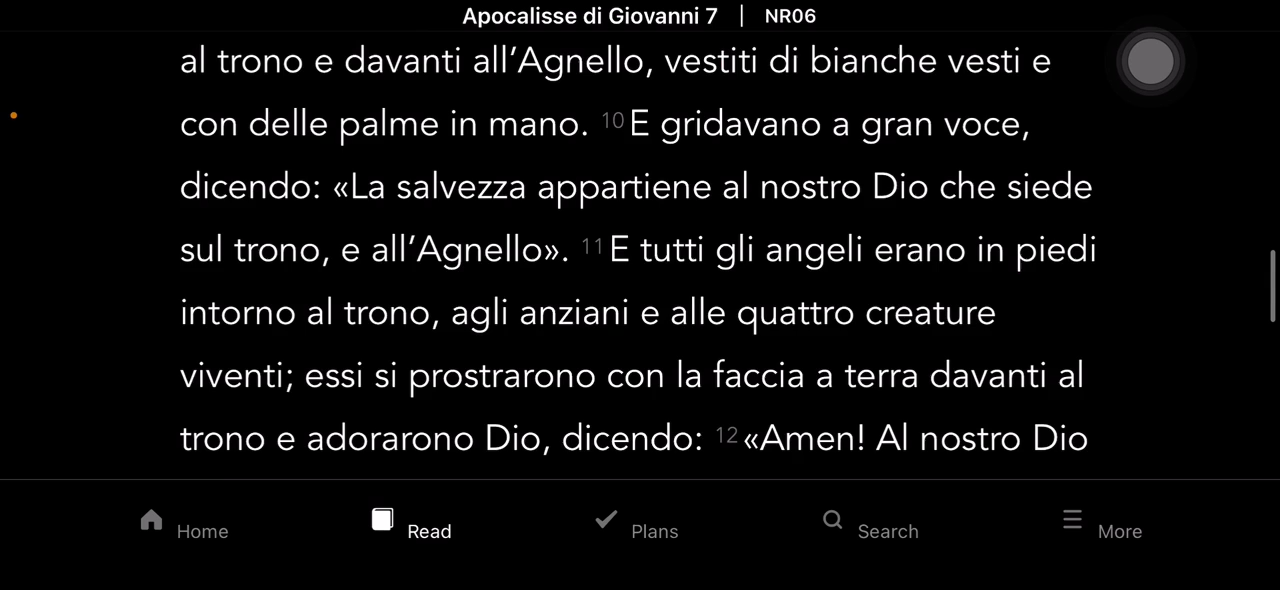 Apocalisse di Giovanni 7 | NR06
al trono e davanti all’Agnello, vestiti di bianche vesti e
con delle palme in mano. 10 E gridavano a gran voce,
dicendo: «La salvezza appartiene al nostro Dio che siede
sul trono, e all’Agnello». 11 E tutti gli angeli erano in piedi
intorno al trono, agli anziani e alle quattro creature
viventi; essi si prostrarono con la faccia a terra davanti al
trono e adorarono Dio, dicendo: 12 «Amen! Al nostro Dio
Home Read Plans Search More